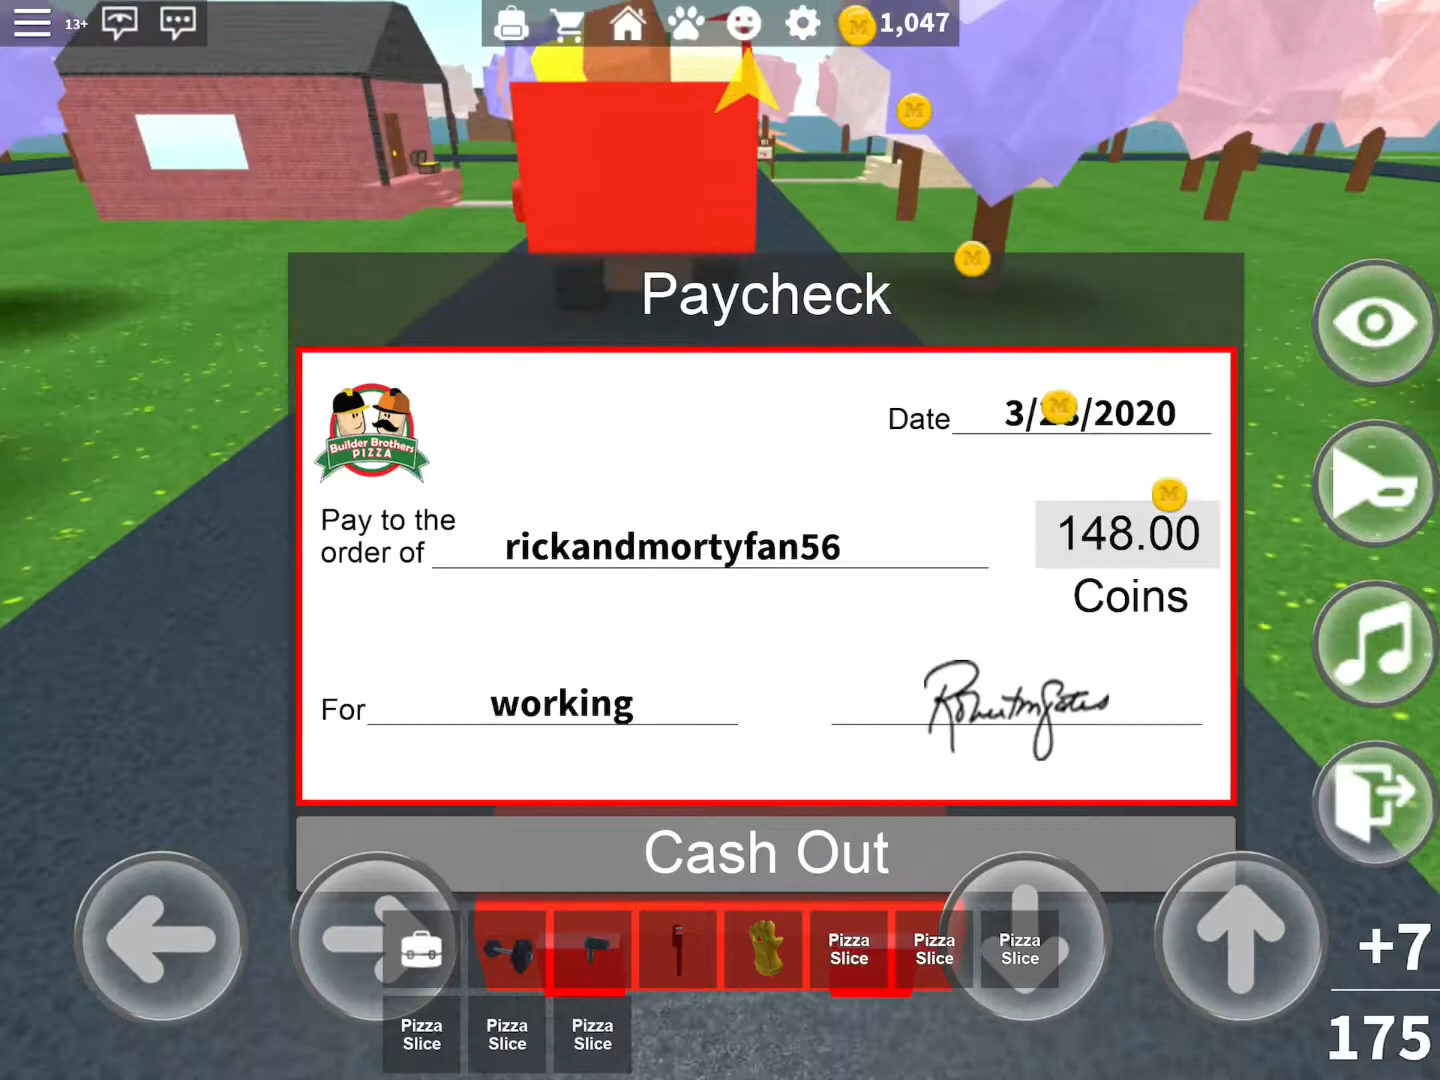 13+
1,047
Paycheck
Builder Brothers
PIZZA
Date
Pay to the
order of
rickandmortyfan56
148.00
Coins
For
working
Cash Out
Pizza
Slice
Pizza
Slice
Pizza
Slice
Pizza
Slice
Pizza
Slice
Pizza
Slice
+7
175